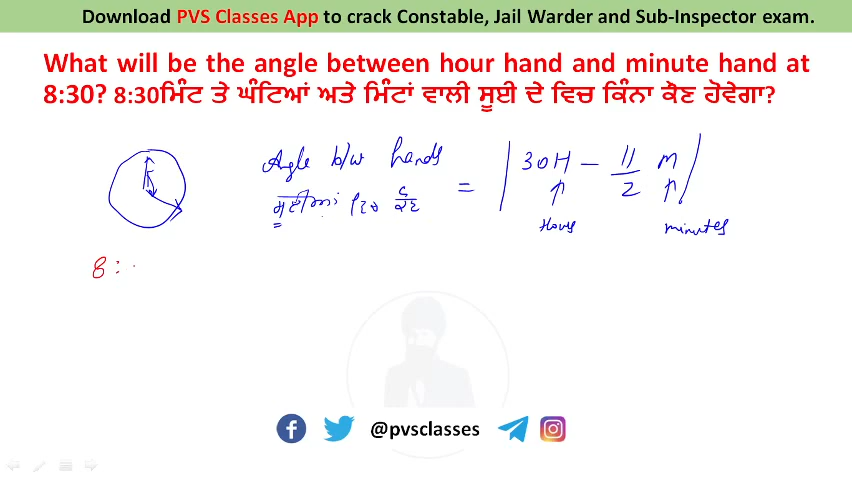 Download PVS Classes App to crack Constable, Jail Warder and Sub-Inspector exam.
What will be the angle between hour hand and minute hand at
8:30? 8:30ਮਿੰਟ ਤੇ ਘੰਟਿਆਂ ਅਤੇ ਮਿੰਟਾਂ ਵਾਲੀ ਸੂਈ ਦੇ ਵਿਚ ਕਿੰਨਾ ਕੋਣ ਹੋਵੇਗਾ?
Angle b/w hands
= | 30H − 11/2 M |
Hours minutes
8:
@pvsclasses